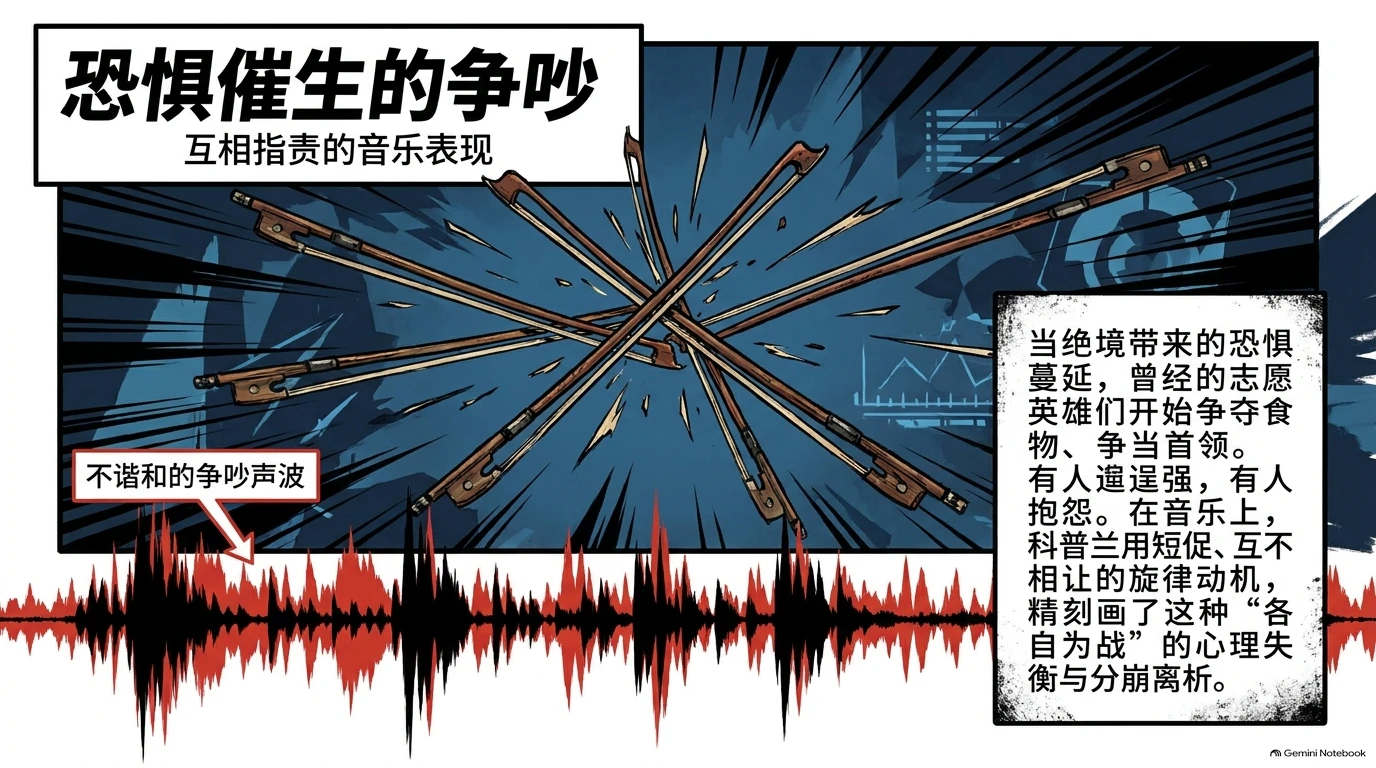 恐惧催生的争吵
互相指责的音乐表现
不谐和的争吵声波
当绝境带来的恐惧
蔓延，曾经的志愿
英雄们开始争夺食
物、争当首领。
有人邅逞强，有人
抱怨。在音乐上，
科普兰用短促、互不
相让的旋律动机，
精刻画了这种“各
自为战”的心理失
衡与分崩离析。
Gemini Notebook